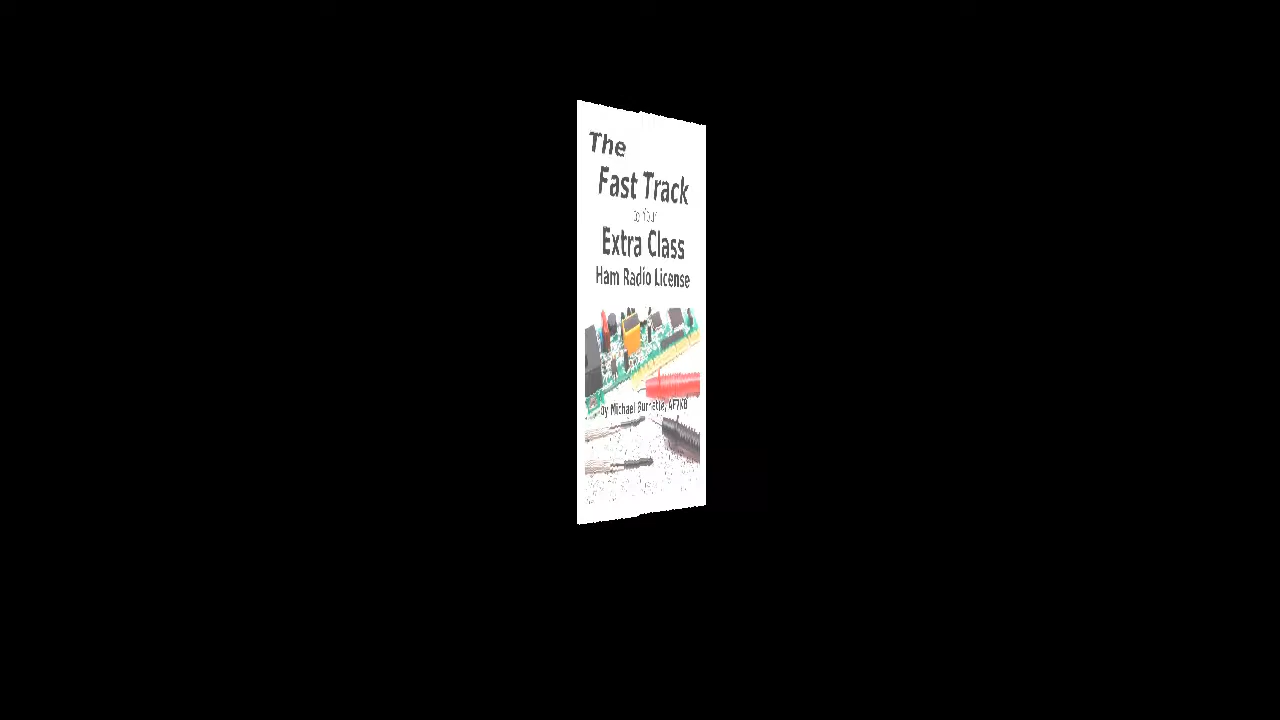 The
Fast Track
to Your
Extra Class
Ham Radio License
by Michael Burnette, AF7KB